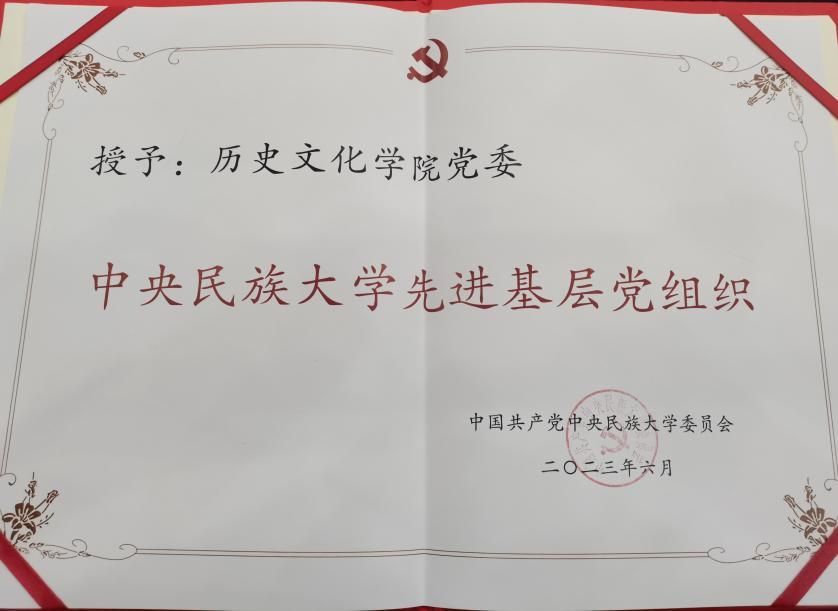 授予：历史文化学院党委
中央民族大学先进基层党组织
中国共产党中央民族大学委员会
二〇二三年六月